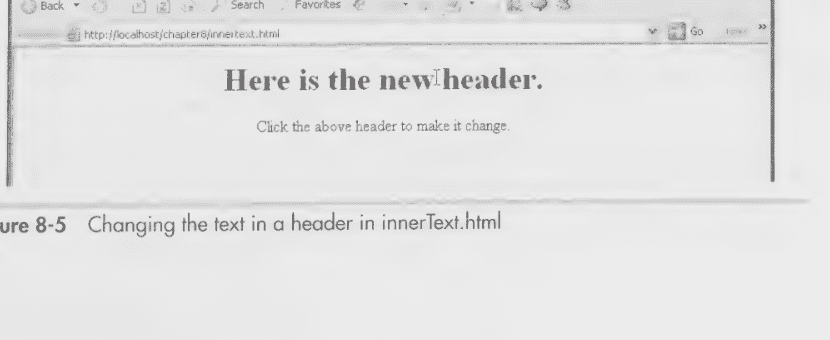 Back Search Favorites
http://localhost/chapter8/innertext.html Go
Here is the new header.
Click the above header to make it change.
ure 8-5 Changing the text in a header in innerText.html